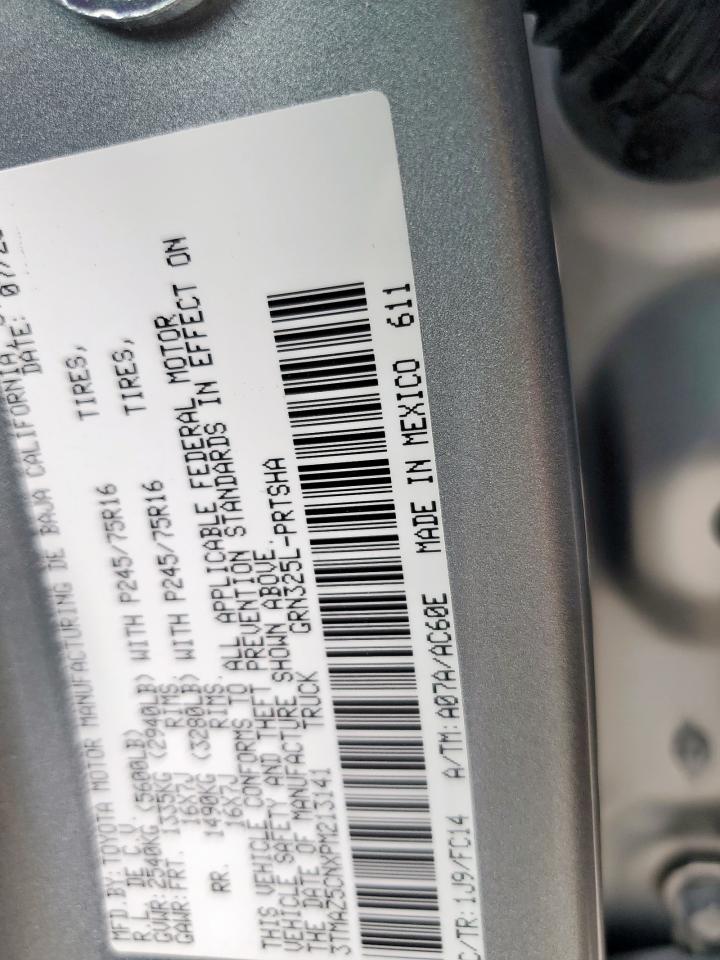 MFD.BY: TOYOTA MOTOR MANUFACTURING DE BAJA CALIFORNIA,
R.L. DE C.V. DATE: 07/2
GVWR: 2540KG (5600LB)
GAWR: FRT. 1335KG (2940LB) WITH P245/75R16 TIRES,
16X7J RIMS,
RR. 1490KG (3280LB) WITH P245/75R16 TIRES,
16X7J RIMS.
THIS VEHICLE CONFORMS TO ALL APPLICABLE FEDERAL MOTOR
VEHICLE SAFETY AND THEFT PREVENTION STANDARDS IN EFFECT ON
THE DATE OF MANUFACTURE SHOWN ABOVE.
3TMAZ5CNXPM213141 TRUCK GRN325L-PRTSHA
C/TR: 1J9/FC14 A/TM: A07A/AC60E MADE IN MEXICO 611